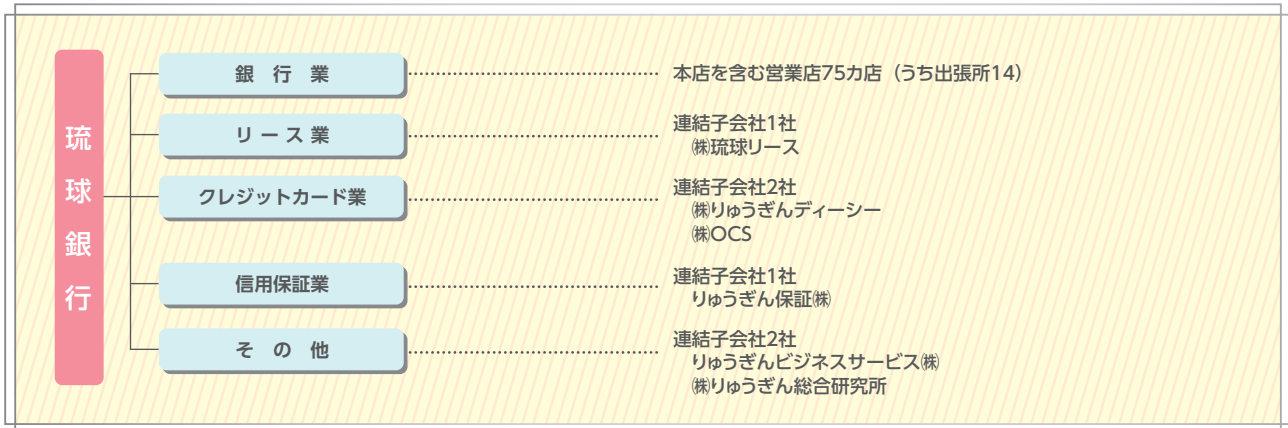 琉球銀行
銀行業
本店を含む営業店75カ店（うち出張所14）
リース業
連結子会社1社
㈱琉球リース
クレジットカード業
連結子会社2社
㈱りゅうぎんディーシー
㈱OCS
信用保証業
連結子会社1社
りゅうぎん保証㈱
その他
連結子会社2社
りゅうぎんビジネスサービス㈱
㈱りゅうぎん総合研究所